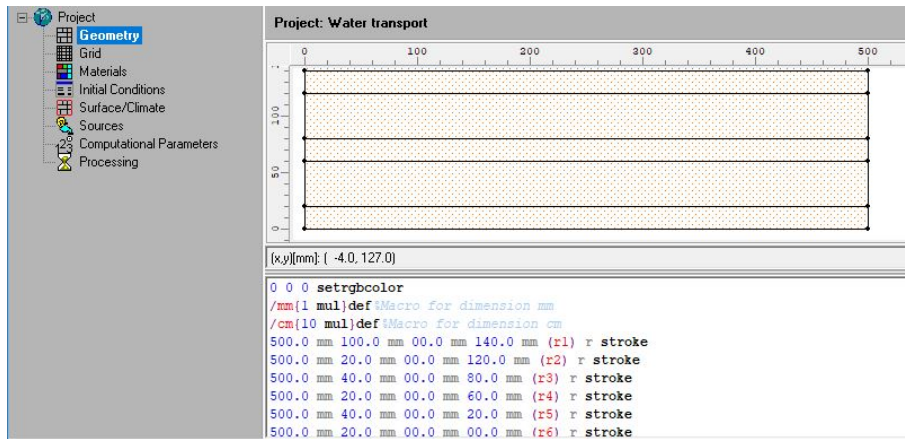 Project
Geometry
Grid
Materials
Initial Conditions
Surface/Climate
Sources
Computational Parameters
Processing
Project: Water transport
0 100 200 300 400 500
100
50
0
(x,y)[mm]: ( -4.0, 127.0)
0 0 0 setrgbcolor
/mm{1 mul}def%Macro for dimension mm
/cm{10 mul}def%Macro for dimension cm
500.0 mm 100.0 mm 00.0 mm 140.0 mm (r1) r stroke
500.0 mm 20.0 mm 00.0 mm 120.0 mm (r2) r stroke
500.0 mm 40.0 mm 00.0 mm 80.0 mm (r3) r stroke
500.0 mm 20.0 mm 00.0 mm 60.0 mm (r4) r stroke
500.0 mm 40.0 mm 00.0 mm 20.0 mm (r5) r stroke
500.0 mm 20.0 mm 00.0 mm 00.0 mm (r6) r stroke